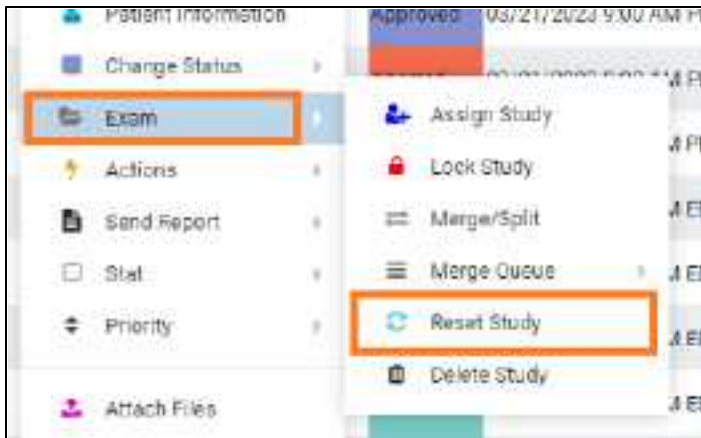 Patient Information
Approved 03/21/2023 9:00 AM
Change Status
Exam
Assign Study
Actions
Lock Study
Send Report
Merge/Split
Stat
Merge Queue
Priority
Reset Study
Delete Study
Attach Files